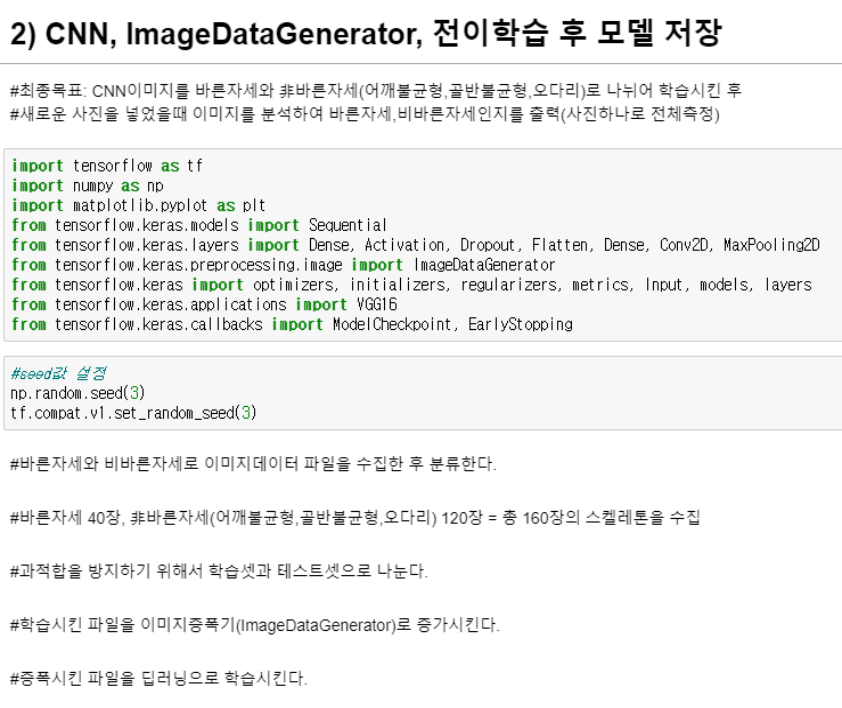 2) CNN, ImageDataGenerator, 전이학습 후 모델 저장
#최종목표: CNN이미지를 바른자세와 非바른자세(어깨불균형,골반불균형,오다리)로 나뉘어 학습시킨 후
#새로운 사진을 넣었을때 이미지를 분석하여 바른자세,비바른자세인지를 출력(사진하나로 전체측정)
import tensorflow as tf
import numpy as np
import matplotlib.pyplot as plt
from tensorflow.keras.models import Sequential
from tensorflow.keras.layers import Dense, Activation, Dropout, Flatten, Dense, Conv2D, MaxPooling2D
from tensorflow.keras.preprocessing.image import ImageDataGenerator
from tensorflow.keras import optimizers, initializers, regularizers, metrics, Input, models, layers
from tensorflow.keras.applications import VGG16
from tensorflow.keras.callbacks import ModelCheckpoint, EarlyStopping
#seed값 설정
np.random.seed(3)
tf.compat.v1.set_random_seed(3)
#바른자세와 비바른자세로 이미지데이터 파일을 수집한 후 분류한다.
#바른자세 40장, 非바른자세(어깨불균형,골반불균형,오다리) 120장 = 총 160장의 스켈레톤을 수집
#과적합을 방지하기 위해서 학습셋과 테스트셋으로 나눈다.
#학습시킨 파일을 이미지증폭기(ImageDataGenerator)로 증가시킨다.
#증폭시킨 파일을 딥러닝으로 학습시킨다.